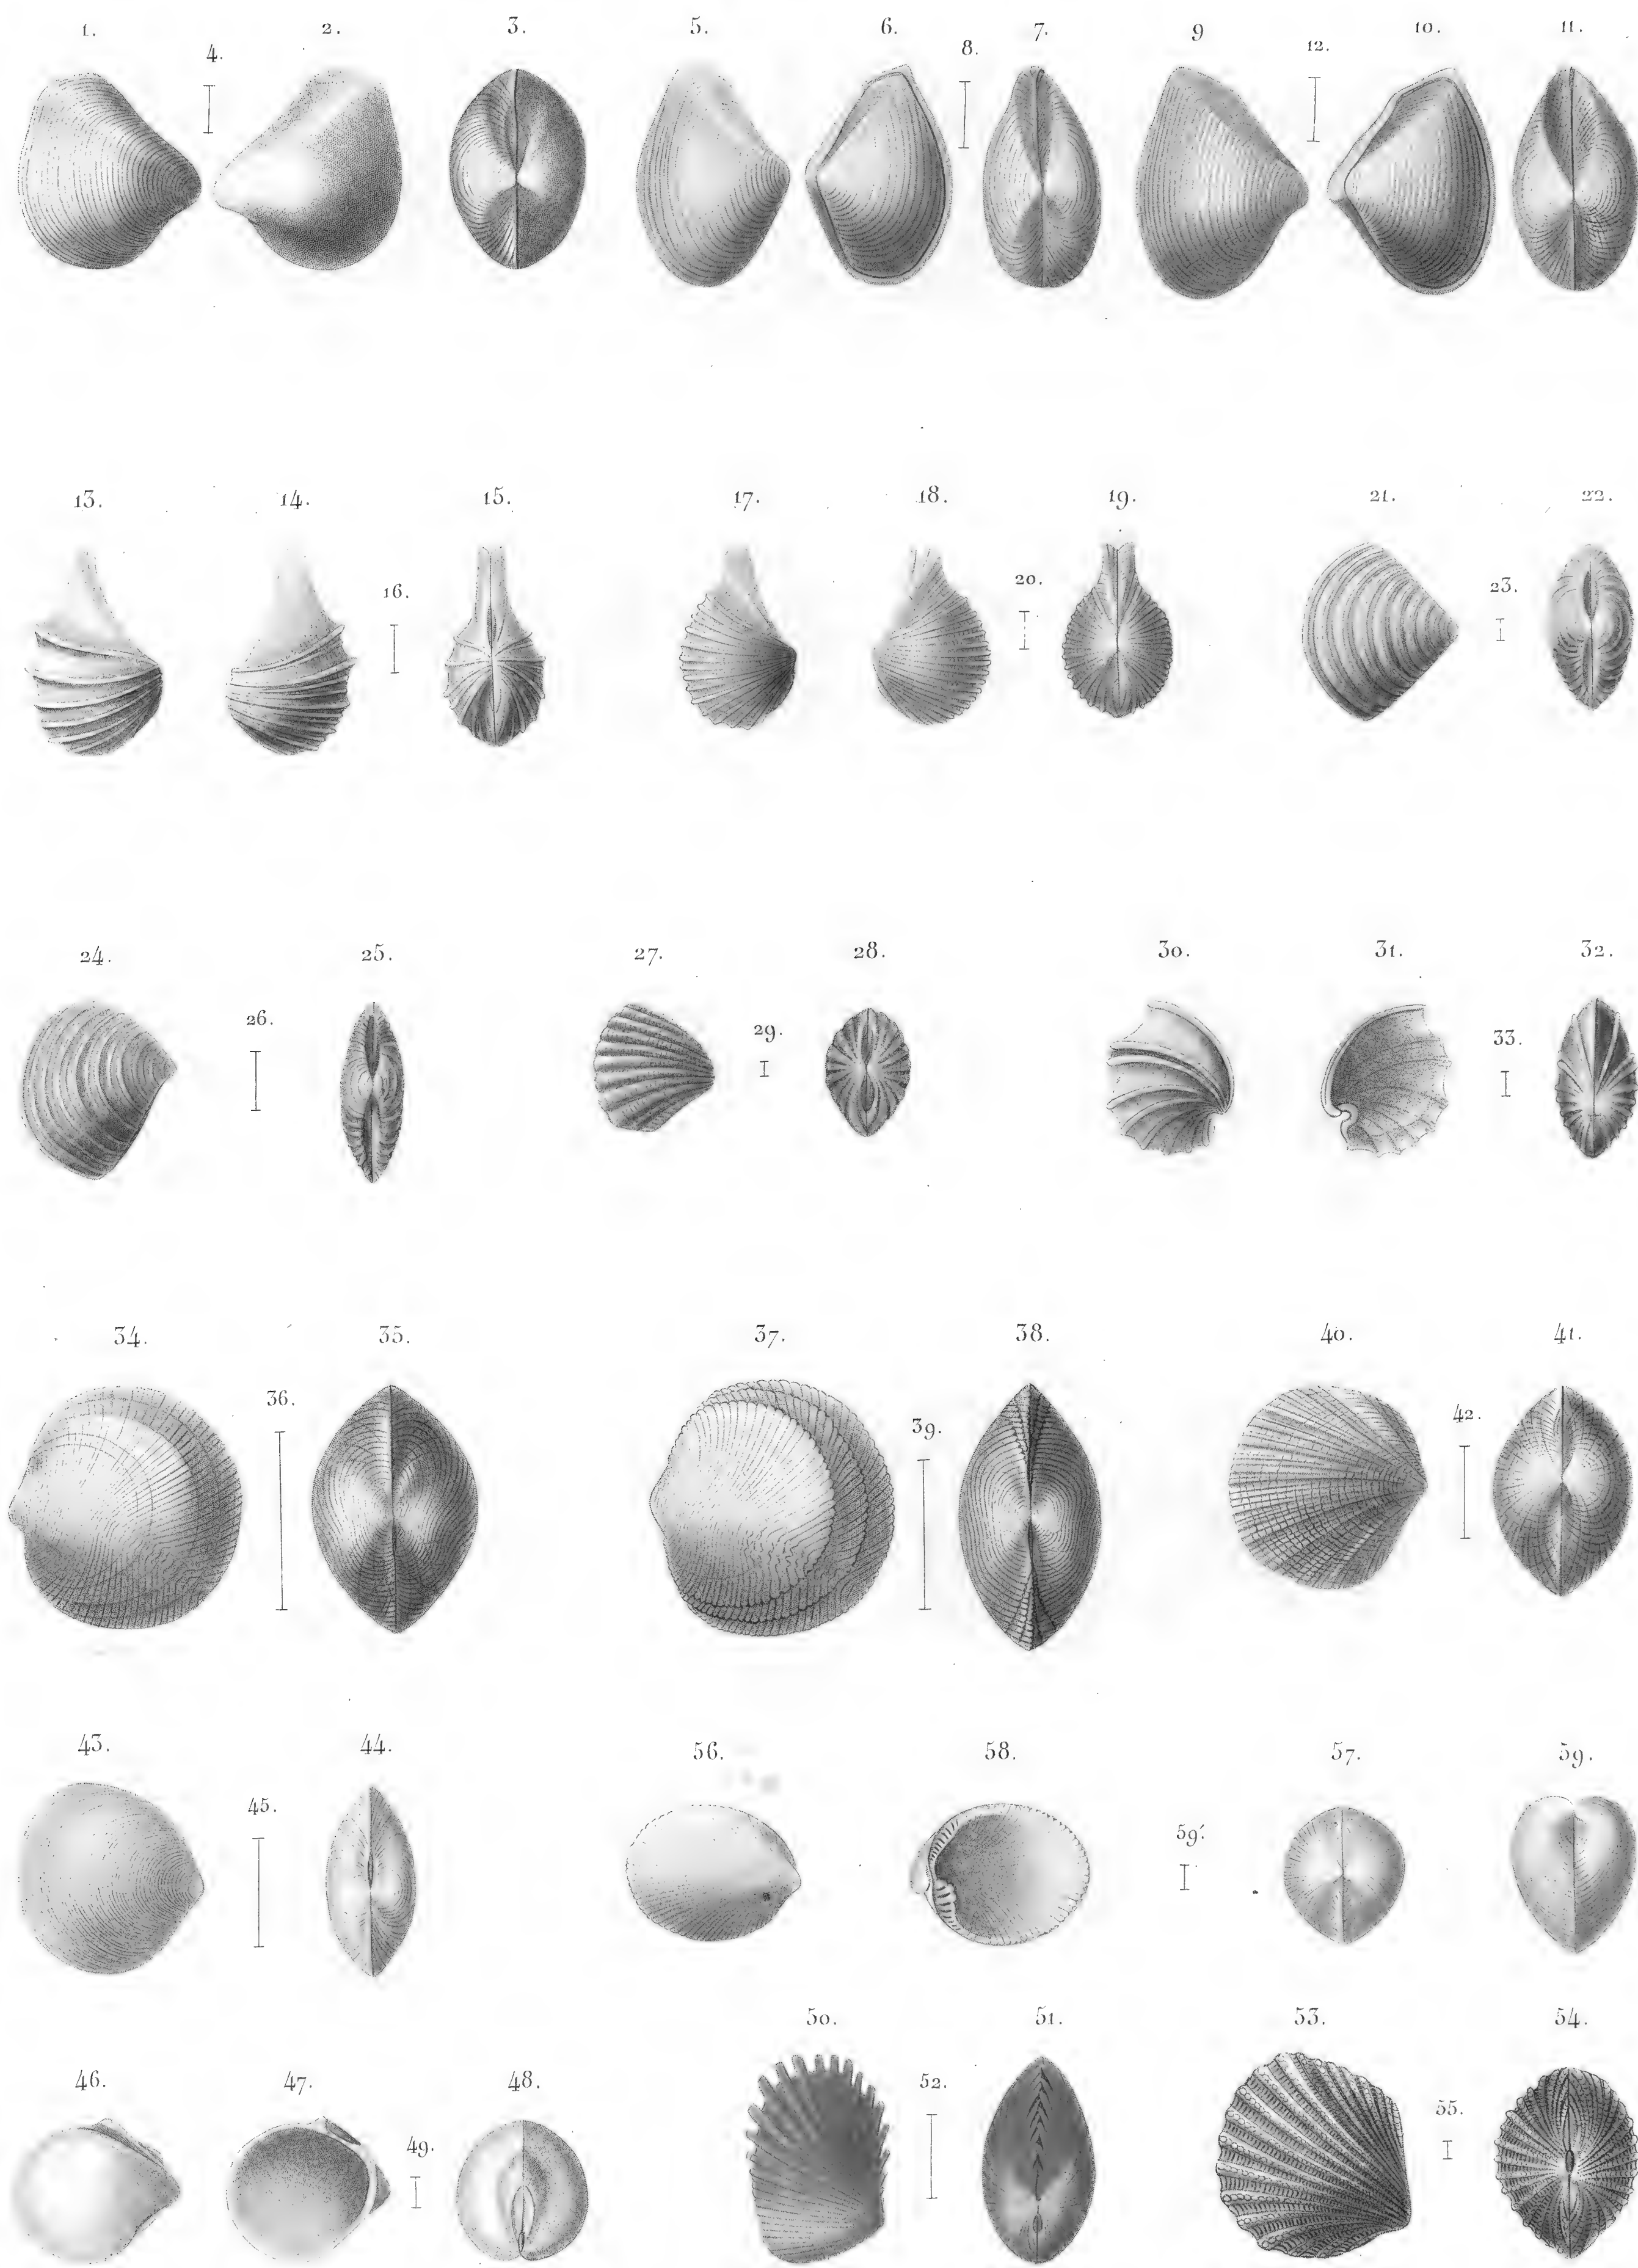 1. 2. 3. 5. 6. 7. 9 10. 11.
4. 8. 12.
13. 14. 15. 17. 18. 19. 21. 22.
16. 20. 23.
24. 25. 27. 28. 30. 31. 32.
26. 29. 33.
34. 35. 37. 38. 40. 41.
36. 39. 42.
43. 44. 56. 58. 57. 59.
45. 59'.
50. 51. 53. 54.
46. 47. 48. 52. 55.
49.